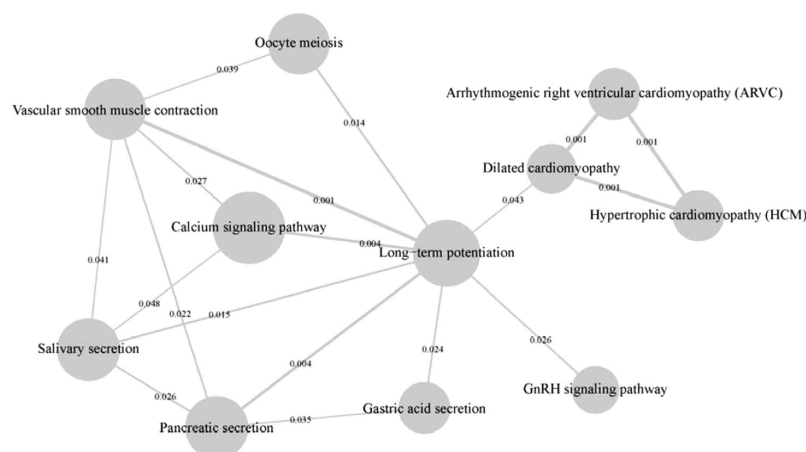 Oocyte meiosis
0.039
Arrhythmogenic right ventricular cardiomyopathy (ARVC)
Vascular smooth muscle contraction
0.014
0.001
0.001
Dilated cardiomyopathy
0.027
0.001
0.001
0.043
Hypertrophic cardiomyopathy (HCM)
Calcium signaling pathway
0.004
Long-term potentiation
0.041
0.048
0.022
0.015
0.026
Salivary secretion
0.024
0.004
GnRH signaling pathway
0.026
Gastric acid secretion
0.035
Pancreatic secretion